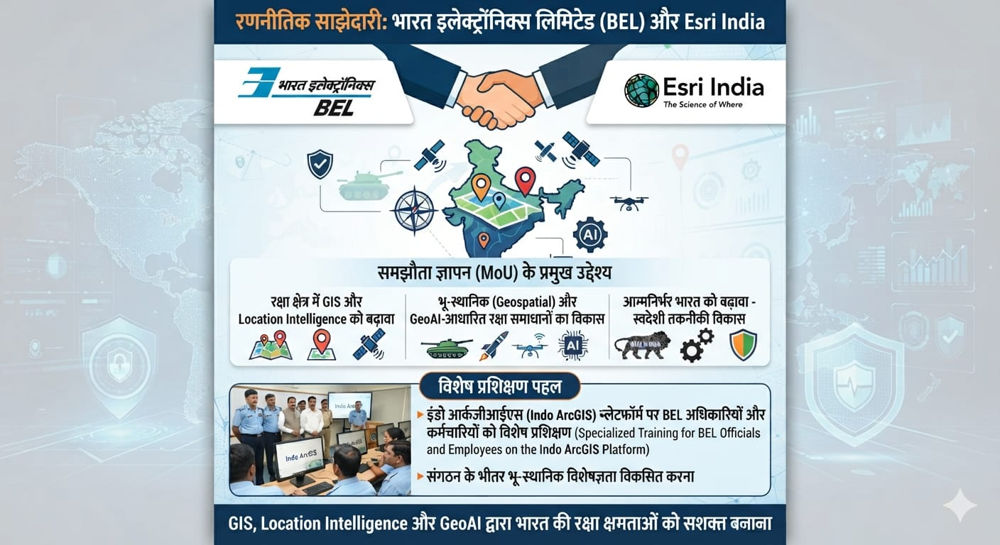 रणनीतिक साझेदारी: भारत इलेक्ट्रॉनिक्स लिमिटेड (BEL) और Esri India
भारत इलेक्ट्रॉनिक्स
BEL
Esri India
The Science of Where
AI
समझौता ज्ञापन (MoU) के प्रमुख उद्देश्य
रक्षा क्षेत्र में GIS और
Location Intelligence को बढ़ावा
भू-स्थानिक (Geospatial) और
GeoAI-आधारित रक्षा समाधानों का विकास
AI
आत्मनिर्भर भारत को बढ़ावा -
स्वदेशी तकनीकी विकास
विशेष प्रशिक्षण पहल
इंडो आर्कजीआईएस (Indo ArcGIS) प्लेटफॉर्म पर BEL अधिकारियों और
कर्मचारियों को विशेष प्रशिक्षण (Specialized Training for BEL Officials
and Employees on the Indo ArcGIS Platform)
संगठन के भीतर भू-स्थानिक विशेषज्ञता विकसित करना
Indo ArcGIS
GIS, Location Intelligence और GeoAI द्वारा भारत की रक्षा क्षमताओं को सशक्त बनाना